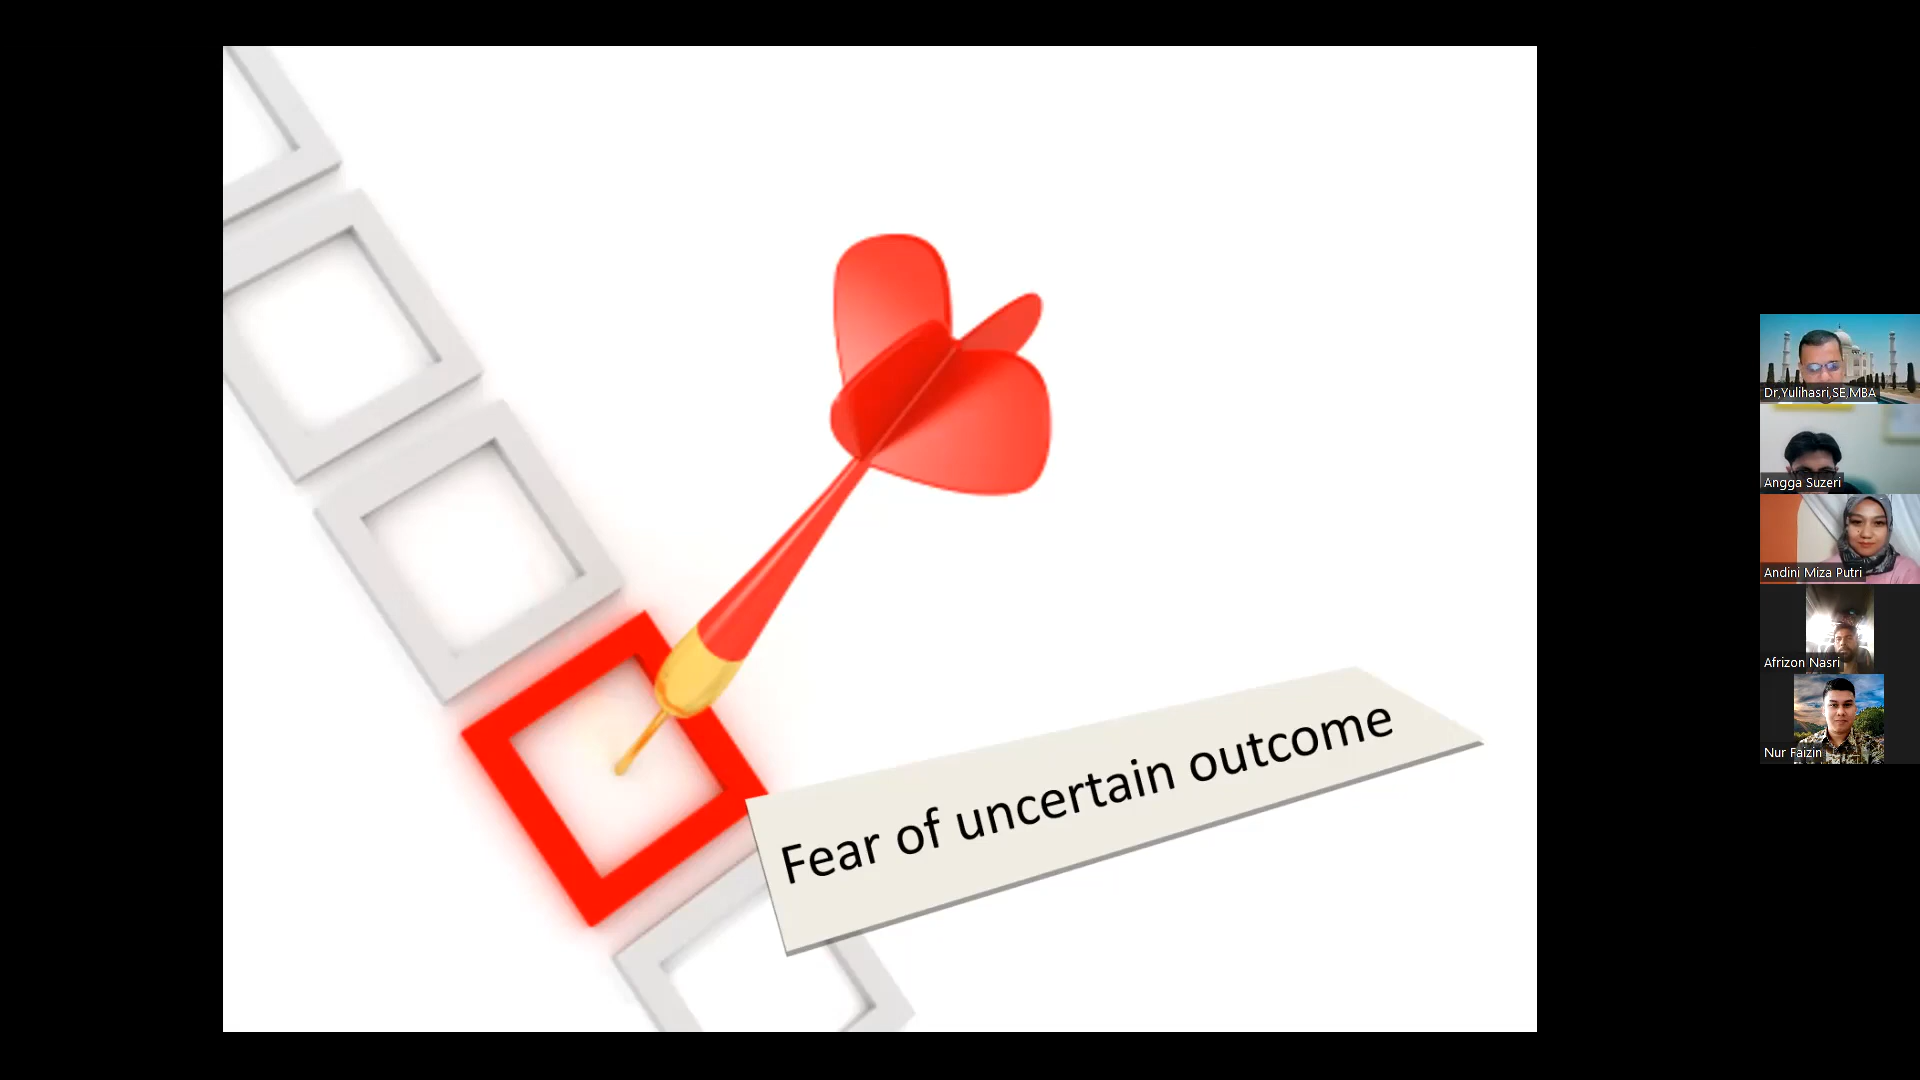 Fear of uncertain outcome
Dr,Yulihasri,SE,MBA
Angga Suzeri
Andini Miza Putri
Afrizon Nasri
Nur Faizin